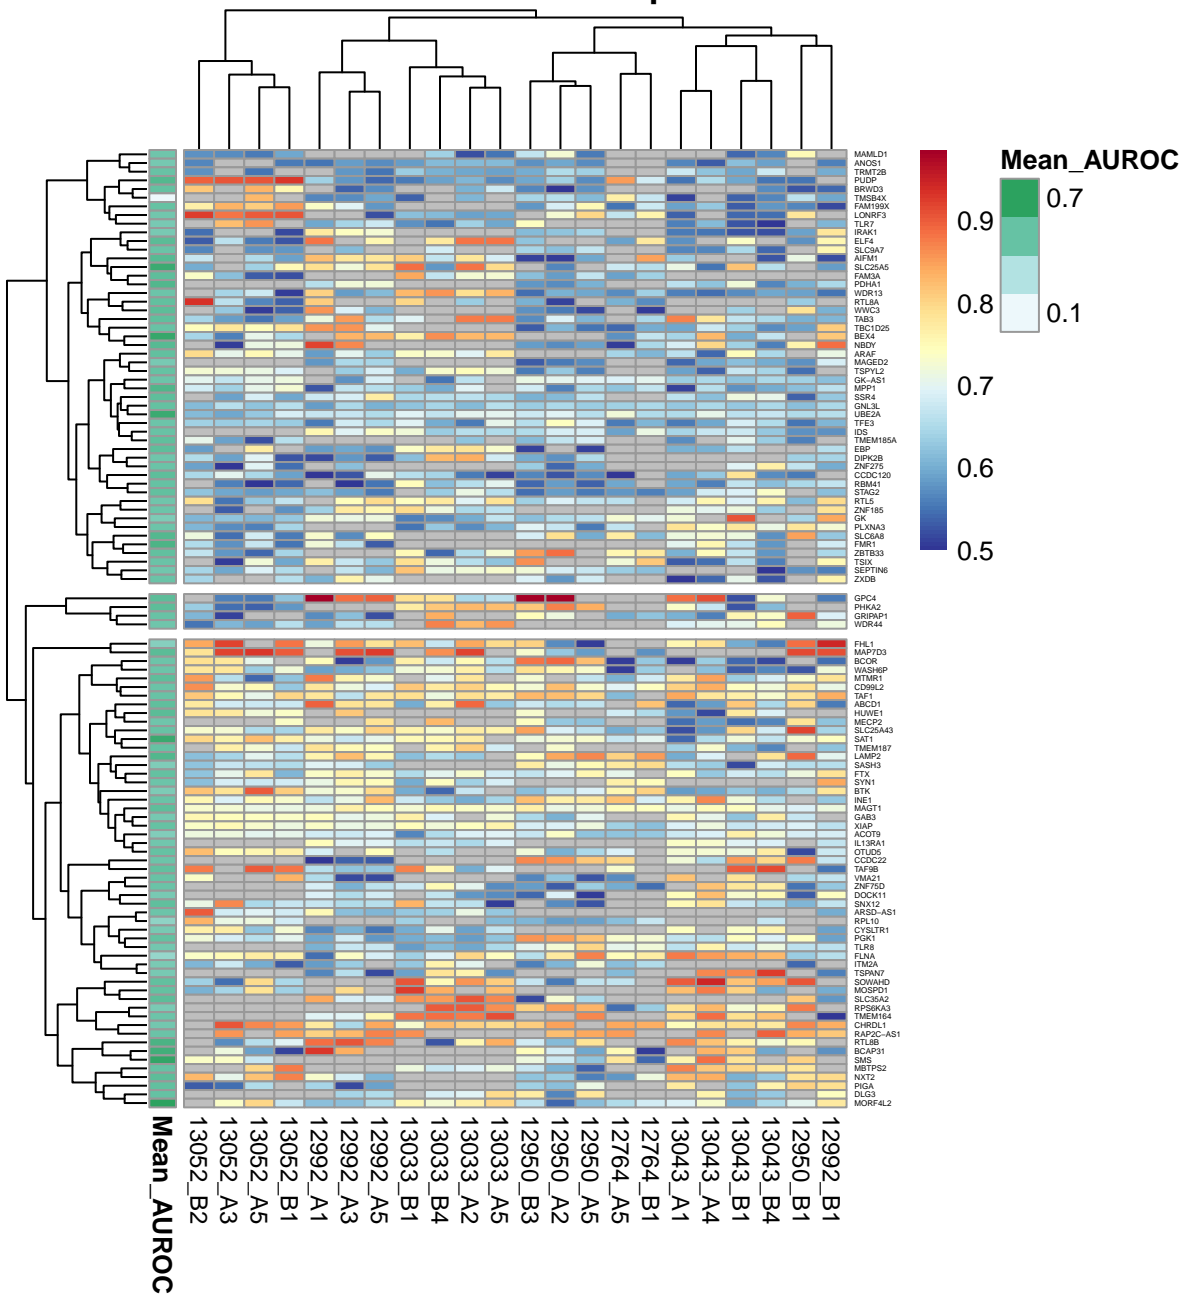 Mean_AUROC
0.7
0.1
0.9
0.8
0.7
0.6
0.5
MAMLD1
ANOS1
TRMT2B
PUDP
BRWD3
TMSB4X
FAM199X
LONRF3
TLR7
IRAK1
ELF4
SLC9A7
AIFM1
SLC25A5
FAM3A
PDHA1
WDR13
RTL8A
WWC3
TAB3
TBC1D25
BEX4
NBDY
ARAF
MAGED2
TSPYL2
GK-AS1
MPP1
SSR4
GNL3L
UBE2A
TFE3
IDS
TMEM185A
EBP
DIPK2B
ZNF275
CCDC120
RBM41
STAG2
RTL5
ZNF185
GK
PLXNA3
SLC6A8
FMR1
ZBTB33
TSIX
SEPTIN6
ZXDB
GPC4
PHKA2
GRIPAP1
WDR44
FHL1
MAP7D3
BCOR
WASH6P
MTMR1
CD99L2
TAF1
ABCD1
HUWE1
MECP2
SLC25A43
SAT1
TMEM187
LAMP2
SASH3
FTX
SYN1
BTK
INE1
MAGT1
GAB3
XIAP
ACOT9
IL13RA1
OTUD5
CCDC22
TAF9B
VMA21
ZNF75D
DOCK11
SNX12
ARSD-AS1
RPL10
CYSLTR1
PGK1
TLR8
FLNA
ITM2A
TSPAN7
SOWAHD
MOSPD1
SLC35A2
RPS6KA3
TMEM164
CHRDL1
RAP2C-AS1
RTL8B
BCAP31
SMS
MBTPS2
NXT2
PIGA
DLG3
MORF4L2
Mean_AUROC
13052_B2
13052_A3
13052_A5
13052_B1
12992_A1
12992_A3
12992_A5
13033_B1
13033_B4
13033_A2
13033_A5
12950_B3
12950_A2
12950_A5
12764_A5
12764_B1
13043_A1
13043_A4
13043_B1
13043_B4
12950_B1
12992_B1